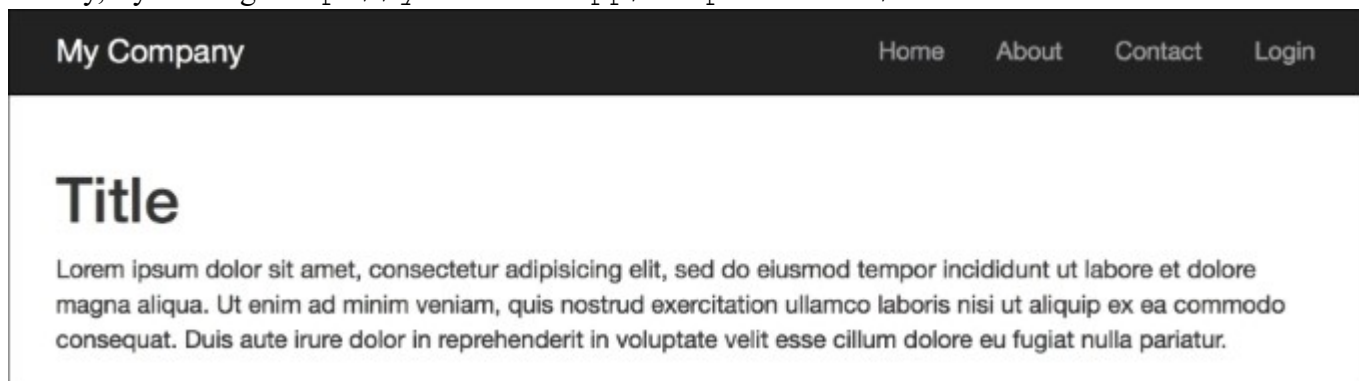 My Company
Home About Contact Login
Title
Lorem ipsum dolor sit amet, consectetur adipisicing elit, sed do eiusmod tempor incididunt ut labore et dolore
magna aliqua. Ut enim ad minim veniam, quis nostrud exercitation ullamco laboris nisi ut aliquip ex ea commodo
consequat. Duis aute irure dolor in reprehenderit in voluptate velit esse cillum dolore eu fugiat nulla pariatur.